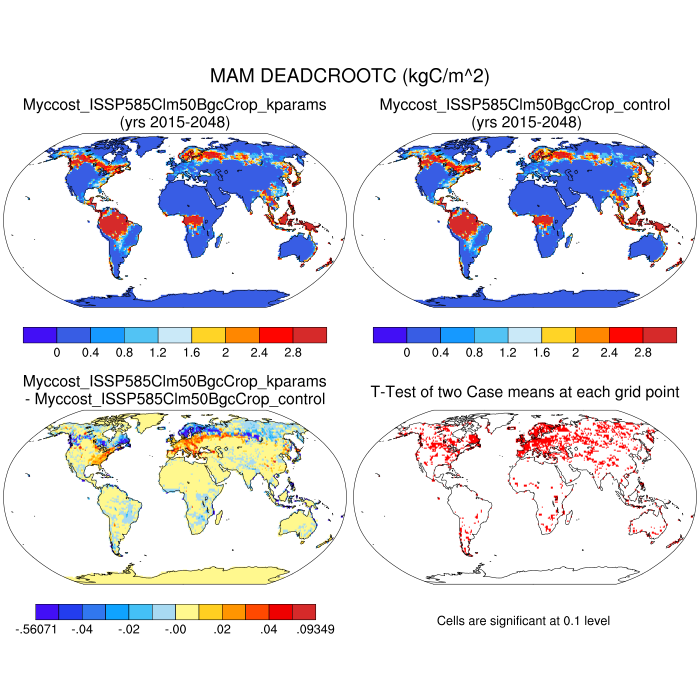 MAM DEADCROOTC (kgC/m^2)
Myccost_ISSP585Clm50BgcCrop_kparams
(yrs 2015-2048)
Myccost_ISSP585Clm50BgcCrop_control
(yrs 2015-2048)
0 0.4 0.8 1.2 1.6 2 2.4 2.8
0 0.4 0.8 1.2 1.6 2 2.4 2.8
Myccost_ISSP585Clm50BgcCrop_kparams
- Myccost_ISSP585Clm50BgcCrop_control
T-Test of two Case means at each grid point
-.56071 -.04 -.02 -.00 .02 .04 .09349
Cells are significant at 0.1 level